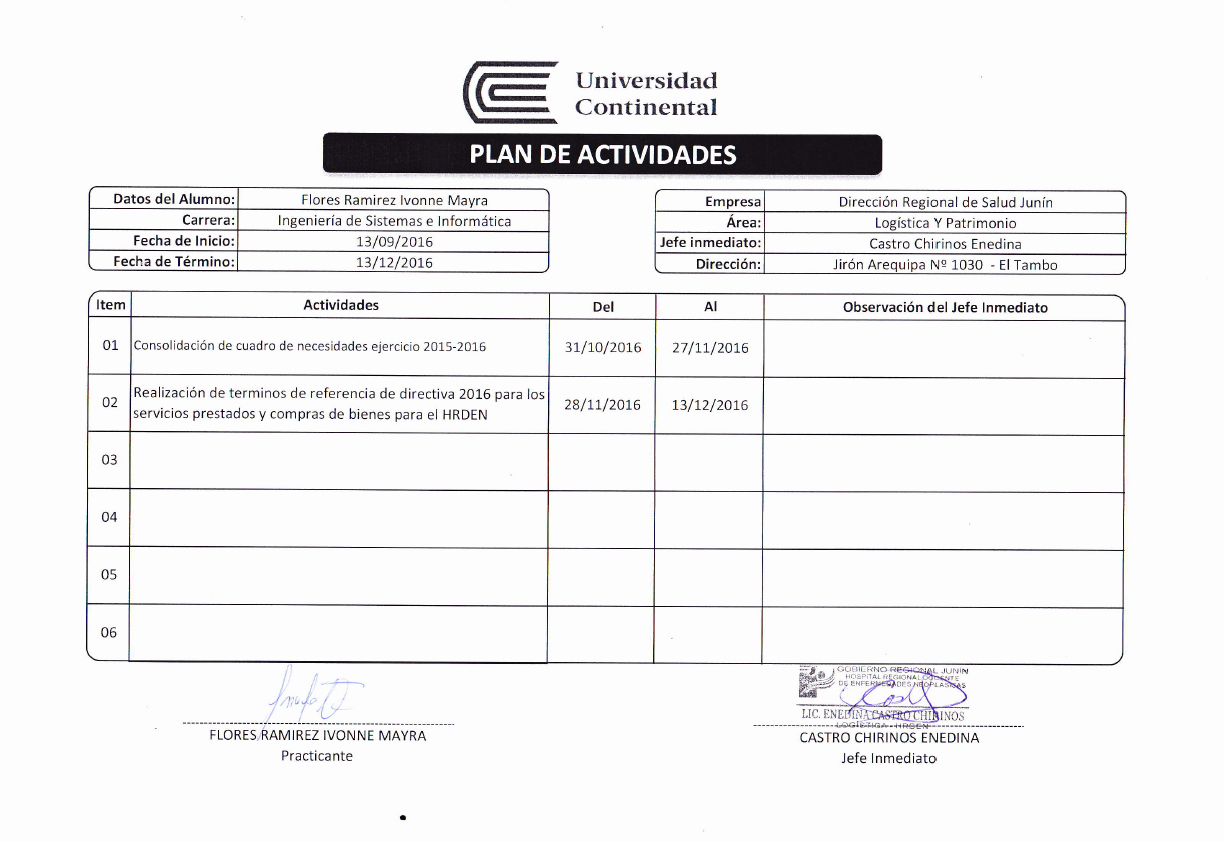 Universidad
Continental
PLAN DE ACTIVIDADES
Datos del Alumno: Flores Ramirez Ivonne Mayra
Carrera: Ingeniería de Sistemas e Informática
Fecha de Inicio: 13/09/2016
Fecha de Término: 13/12/2016
Empresa Dirección Regional de Salud Junín
Área: Logística Y Patrimonio
Jefe inmediato: Castro Chirinos Enedina
Dirección: Jirón Arequipa Nº 1030 - El Tambo
Item Actividades Del Al Observación del Jefe Inmediato
01 Consolidación de cuadro de necesidades ejercicio 2015-2016 31/10/2016 27/11/2016
02 Realización de terminos de referencia de directiva 2016 para los
servicios prestados y compras de bienes para el HRDEN 28/11/2016 13/12/2016
03
04
05
06
FLORES RAMIREZ IVONNE MAYRA
Practicante
GOBIERNO REGIONAL JUNIN
HOSPITAL REGIONAL DOCENTE
DE ENFERMEDADES NEOPLASICAS
LIC. ENEDINA CASTRO CHIRINOS
CASTRO CHIRINOS ENEDINA
Jefe Inmediato